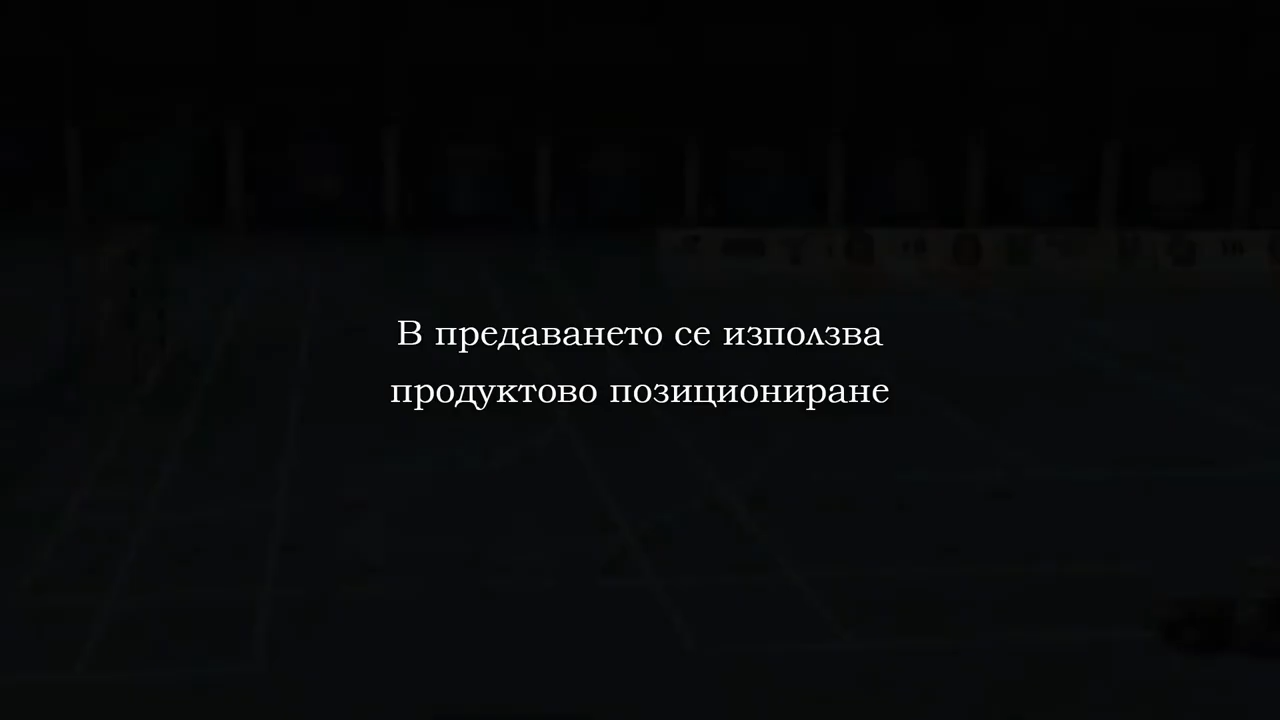 В предаването се използва
продуктово позициониране